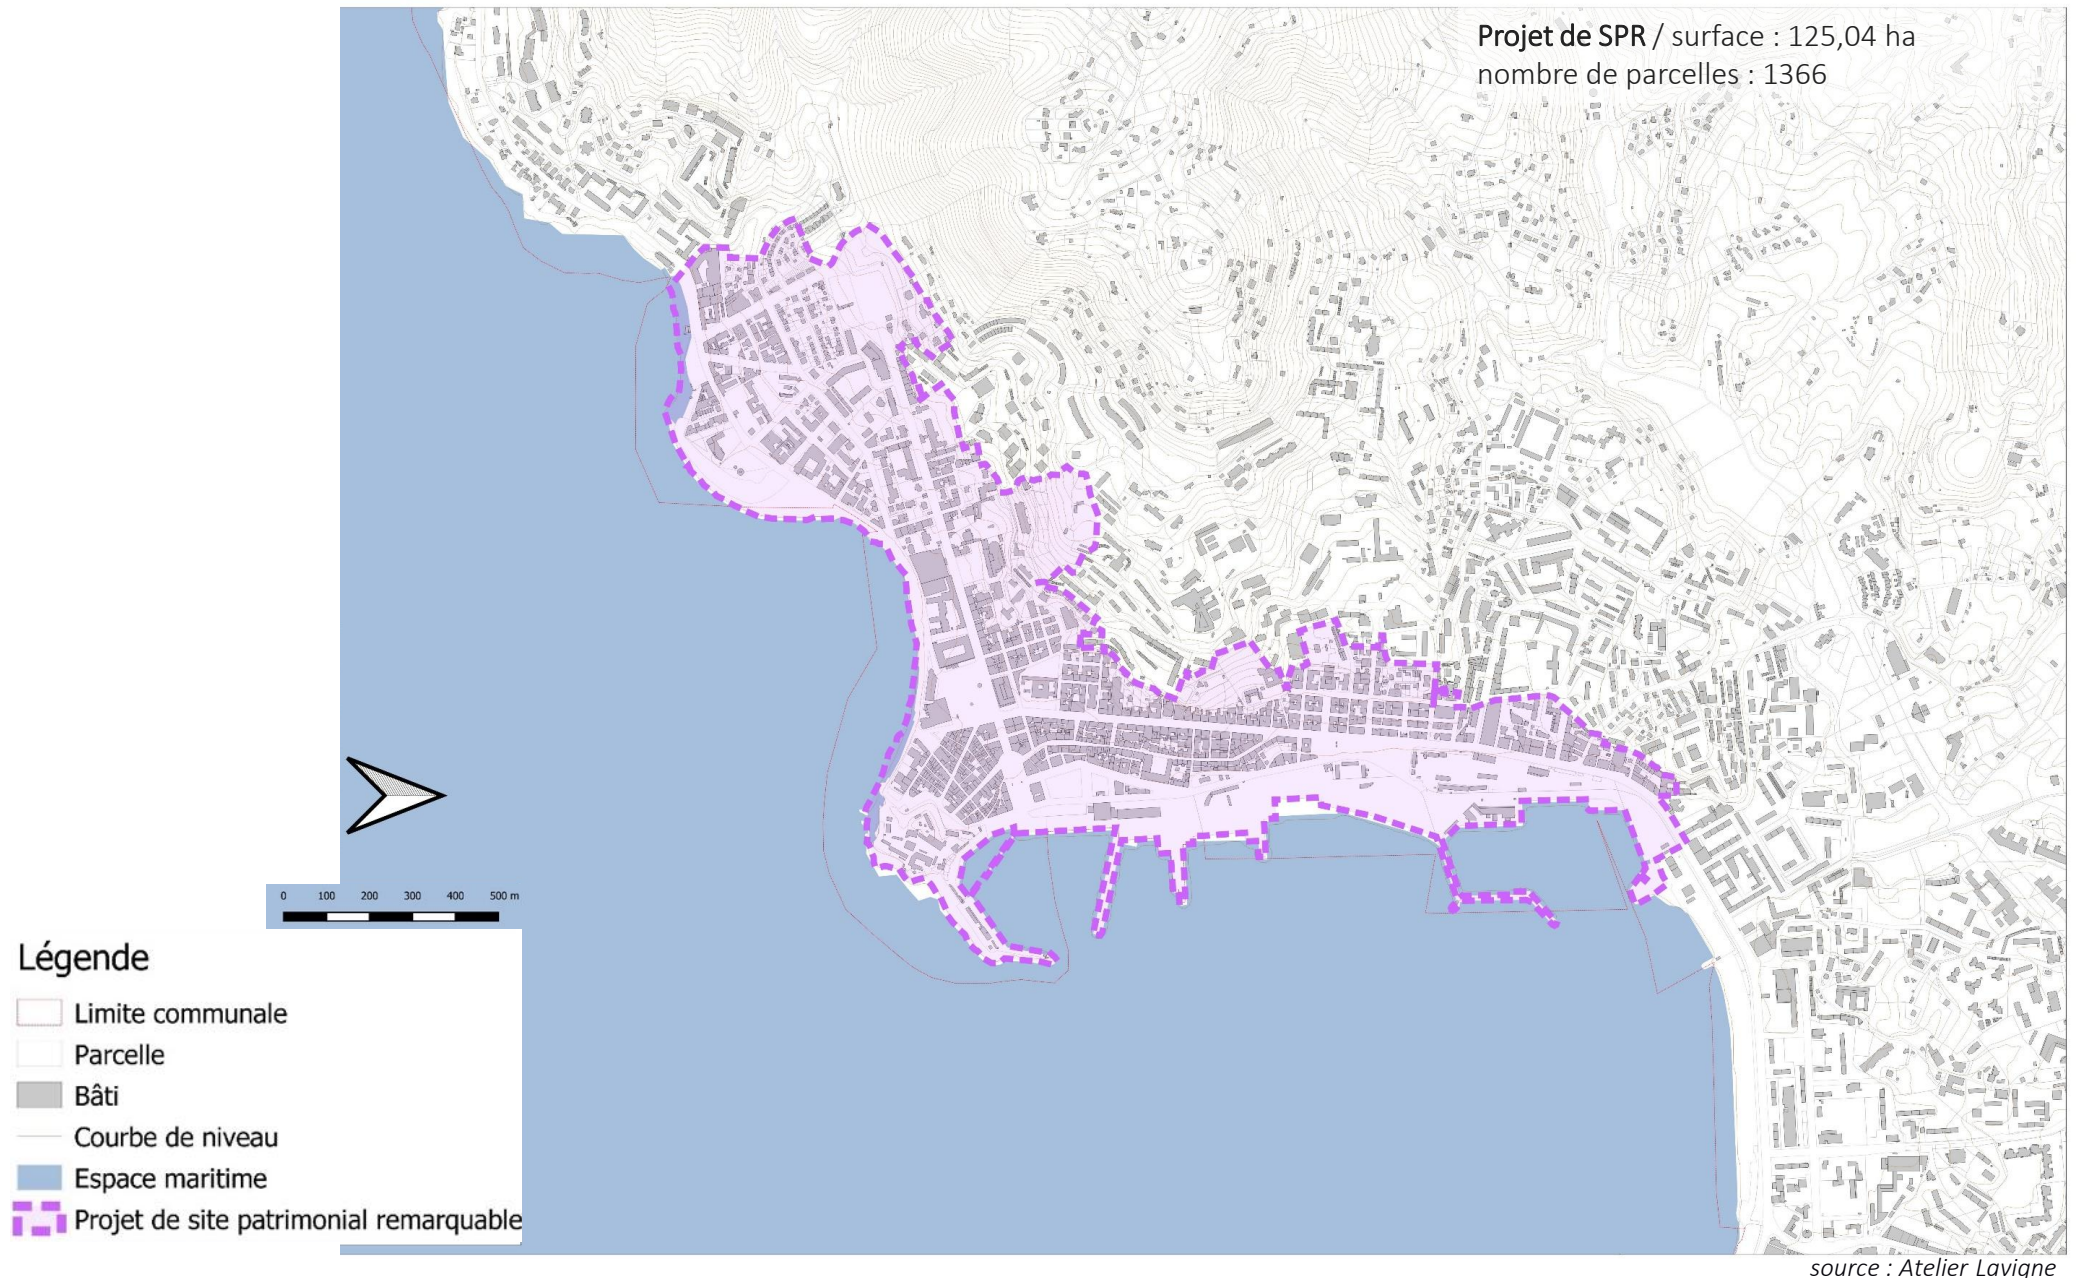 Projet de SPR / surface : 125,04 ha
nombre de parcelles : 1366
0 100 200 300 400 500 m
Légende
Limite communale
Parcelle
Bâti
Courbe de niveau
Espace maritime
Projet de site patrimonial remarquable
source : Atelier Lavigne